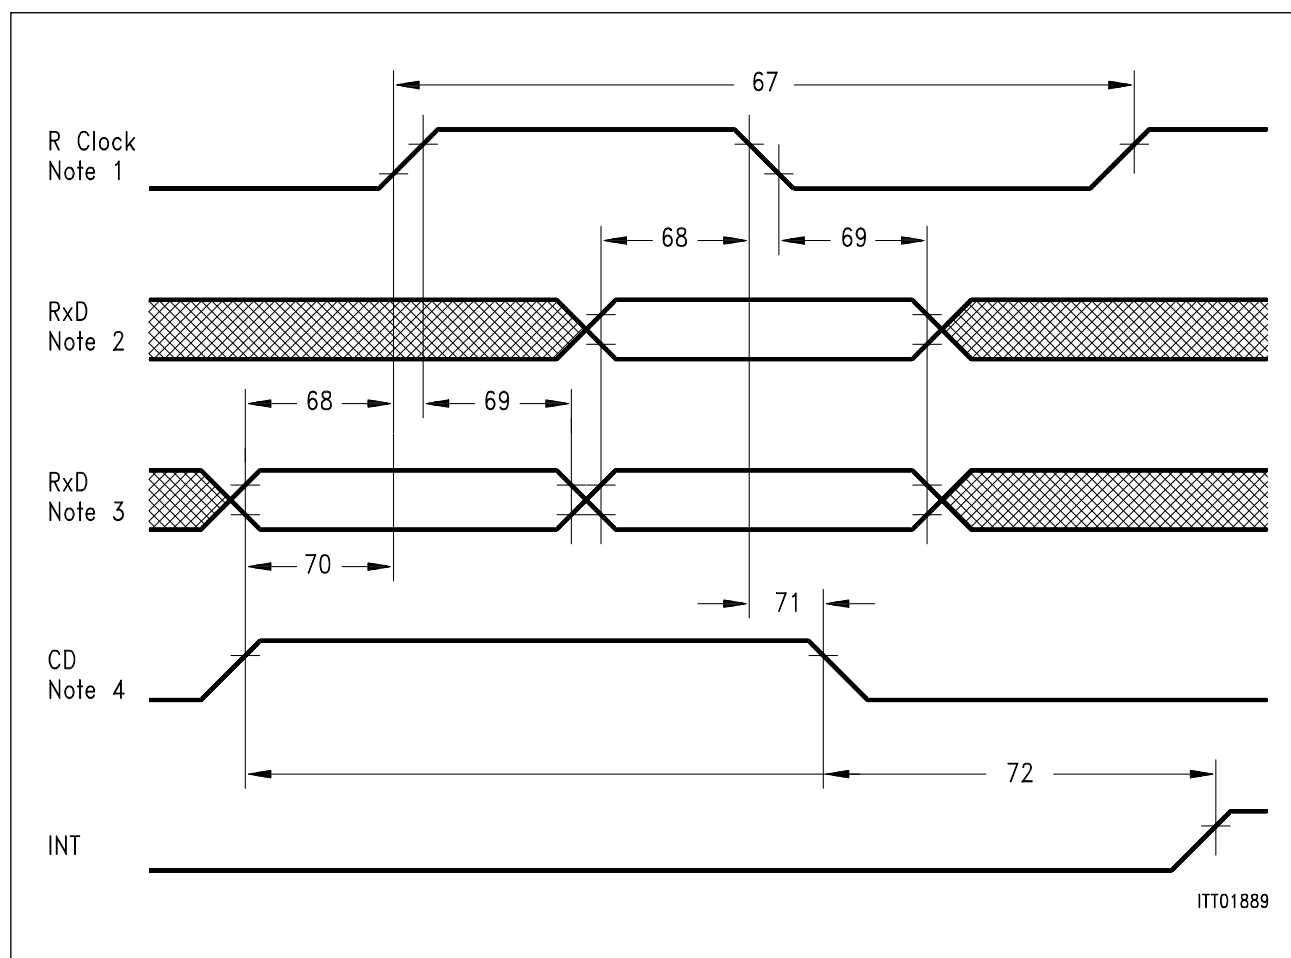 67
R Clock
Note 1
68
69
RxD
Note 2
68
69
RxD
Note 3
70
71
CD
Note 4
72
INT
ITT01889